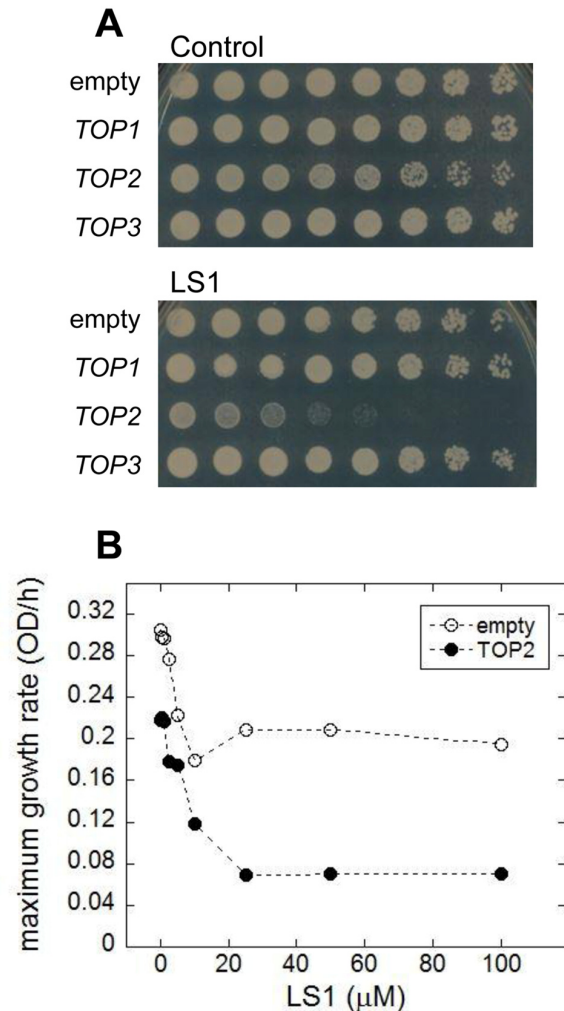 A
Control
empty
TOP1
TOP2
TOP3
LS1
empty
TOP1
TOP2
TOP3
B
maximum growth rate (OD/h)
0.32
0.28
0.24
0.2
0.16
0.12
0.08
0.04
0
empty
TOP2
0 20 40 60 80 100
LS1 (μM)